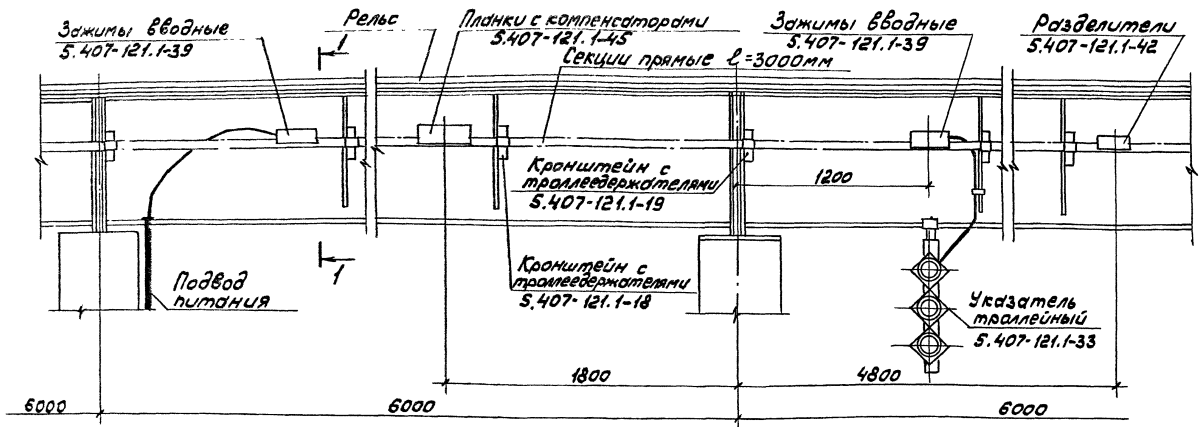 Зажимы вводные
5.407-121.1-39
Рельс
Планки с компенсаторами
5.407-121.1-45
Зажимы вводные
5.407-121.1-39
Разделители
5.407-121.1-42
Секции прямые ℓ=3000мм
1
Кронштейн с
троллеедержателями
5.407-121.1-19
1200
1
Подвод
питания
Кронштейн с
троллеедержателями
5.407-121.1-18
Указатель
троллейный
5.407-121.1-33
1800
4800
6000
6000
6000